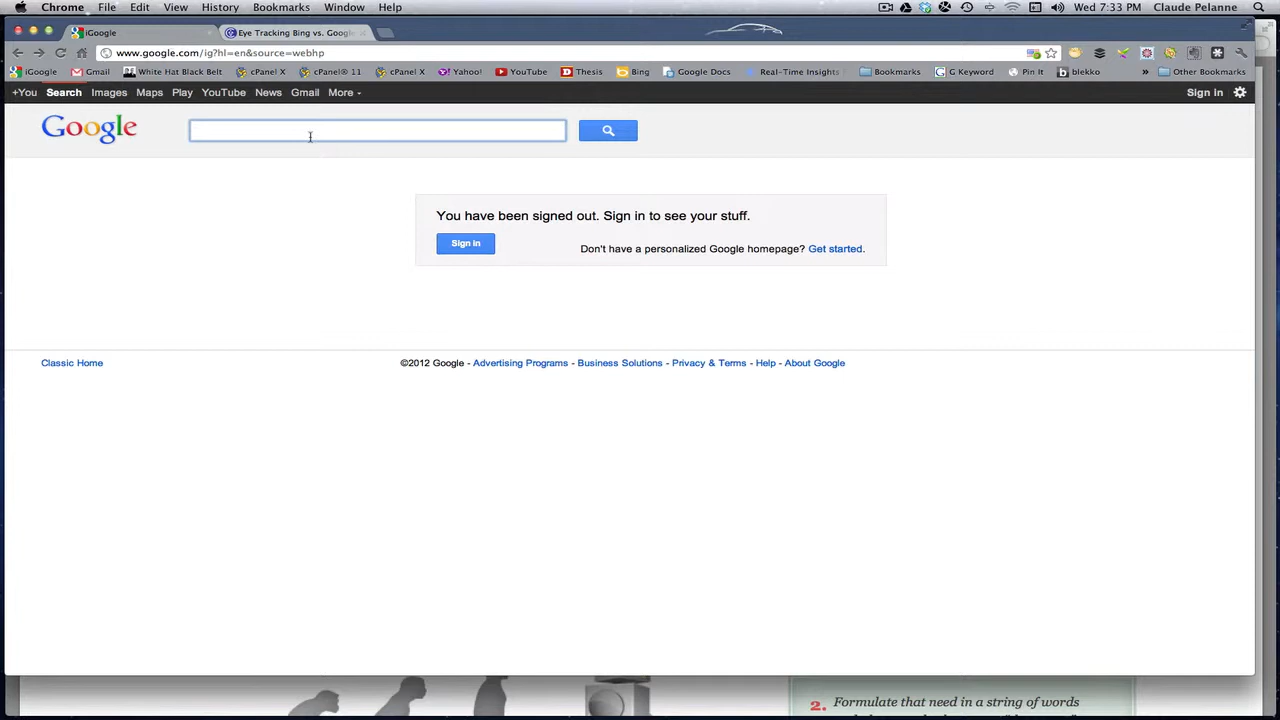 Chrome File Edit View History Bookmarks Window Help Wed 7:33 PM Claude Pelanne
iGoogle Eye Tracking Bing vs. Google
www.google.com/ig?hl=en&source=webhp
iGoogle Gmail White Hat Black Belt cPanel X cPanel® 11 cPanel X Yahoo! YouTube Thesis Bing Google Docs Real-Time Insights Bookmarks G Keyword Pin It blekko » Other Bookmarks
+You Search Images Maps Play YouTube News Gmail More Sign in
Google
You have been signed out. Sign in to see your stuff.
Sign in Don't have a personalized Google homepage? Get started.
Classic Home ©2012 Google - Advertising Programs - Business Solutions - Privacy & Terms - Help - About Google
2. Formulate that need in a string of words